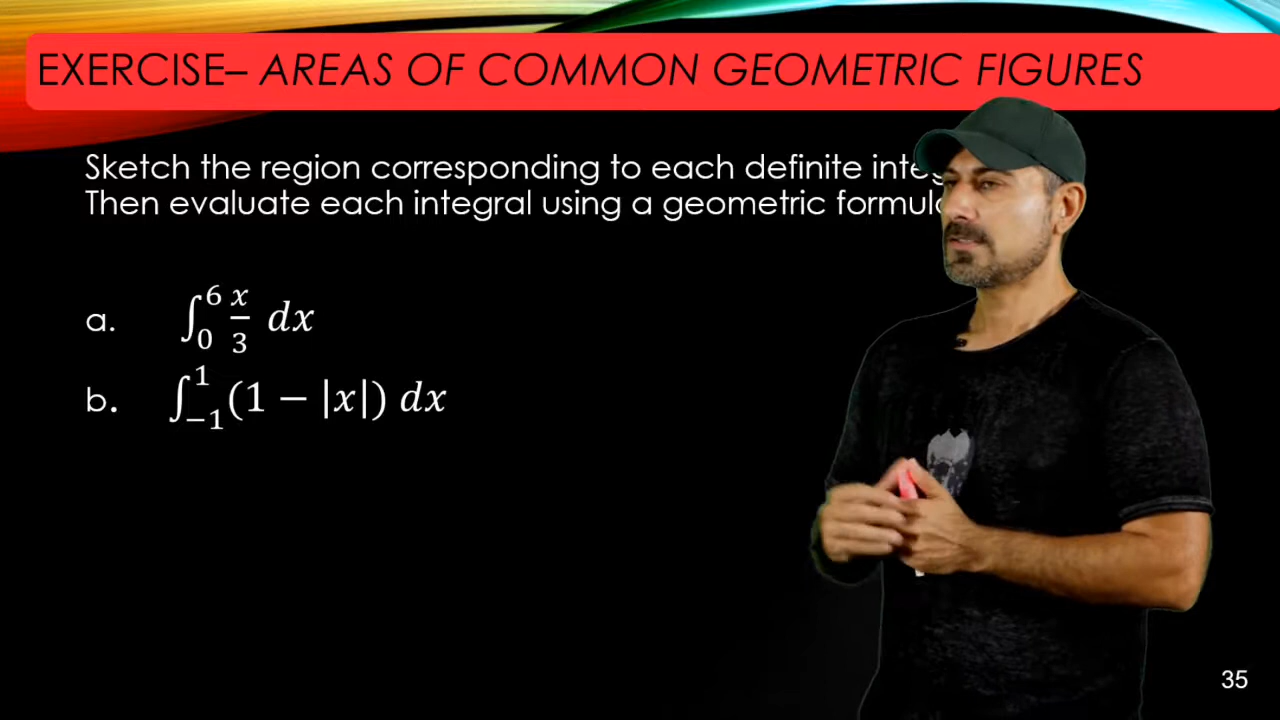 EXERCISE– AREAS OF COMMON GEOMETRIC FIGURES
Sketch the region corresponding to each definite
Then evaluate each integral using a geometric
a. ∫₀⁶ x/3 dx
b. ∫₋₁¹ (1 − |x|) dx
35